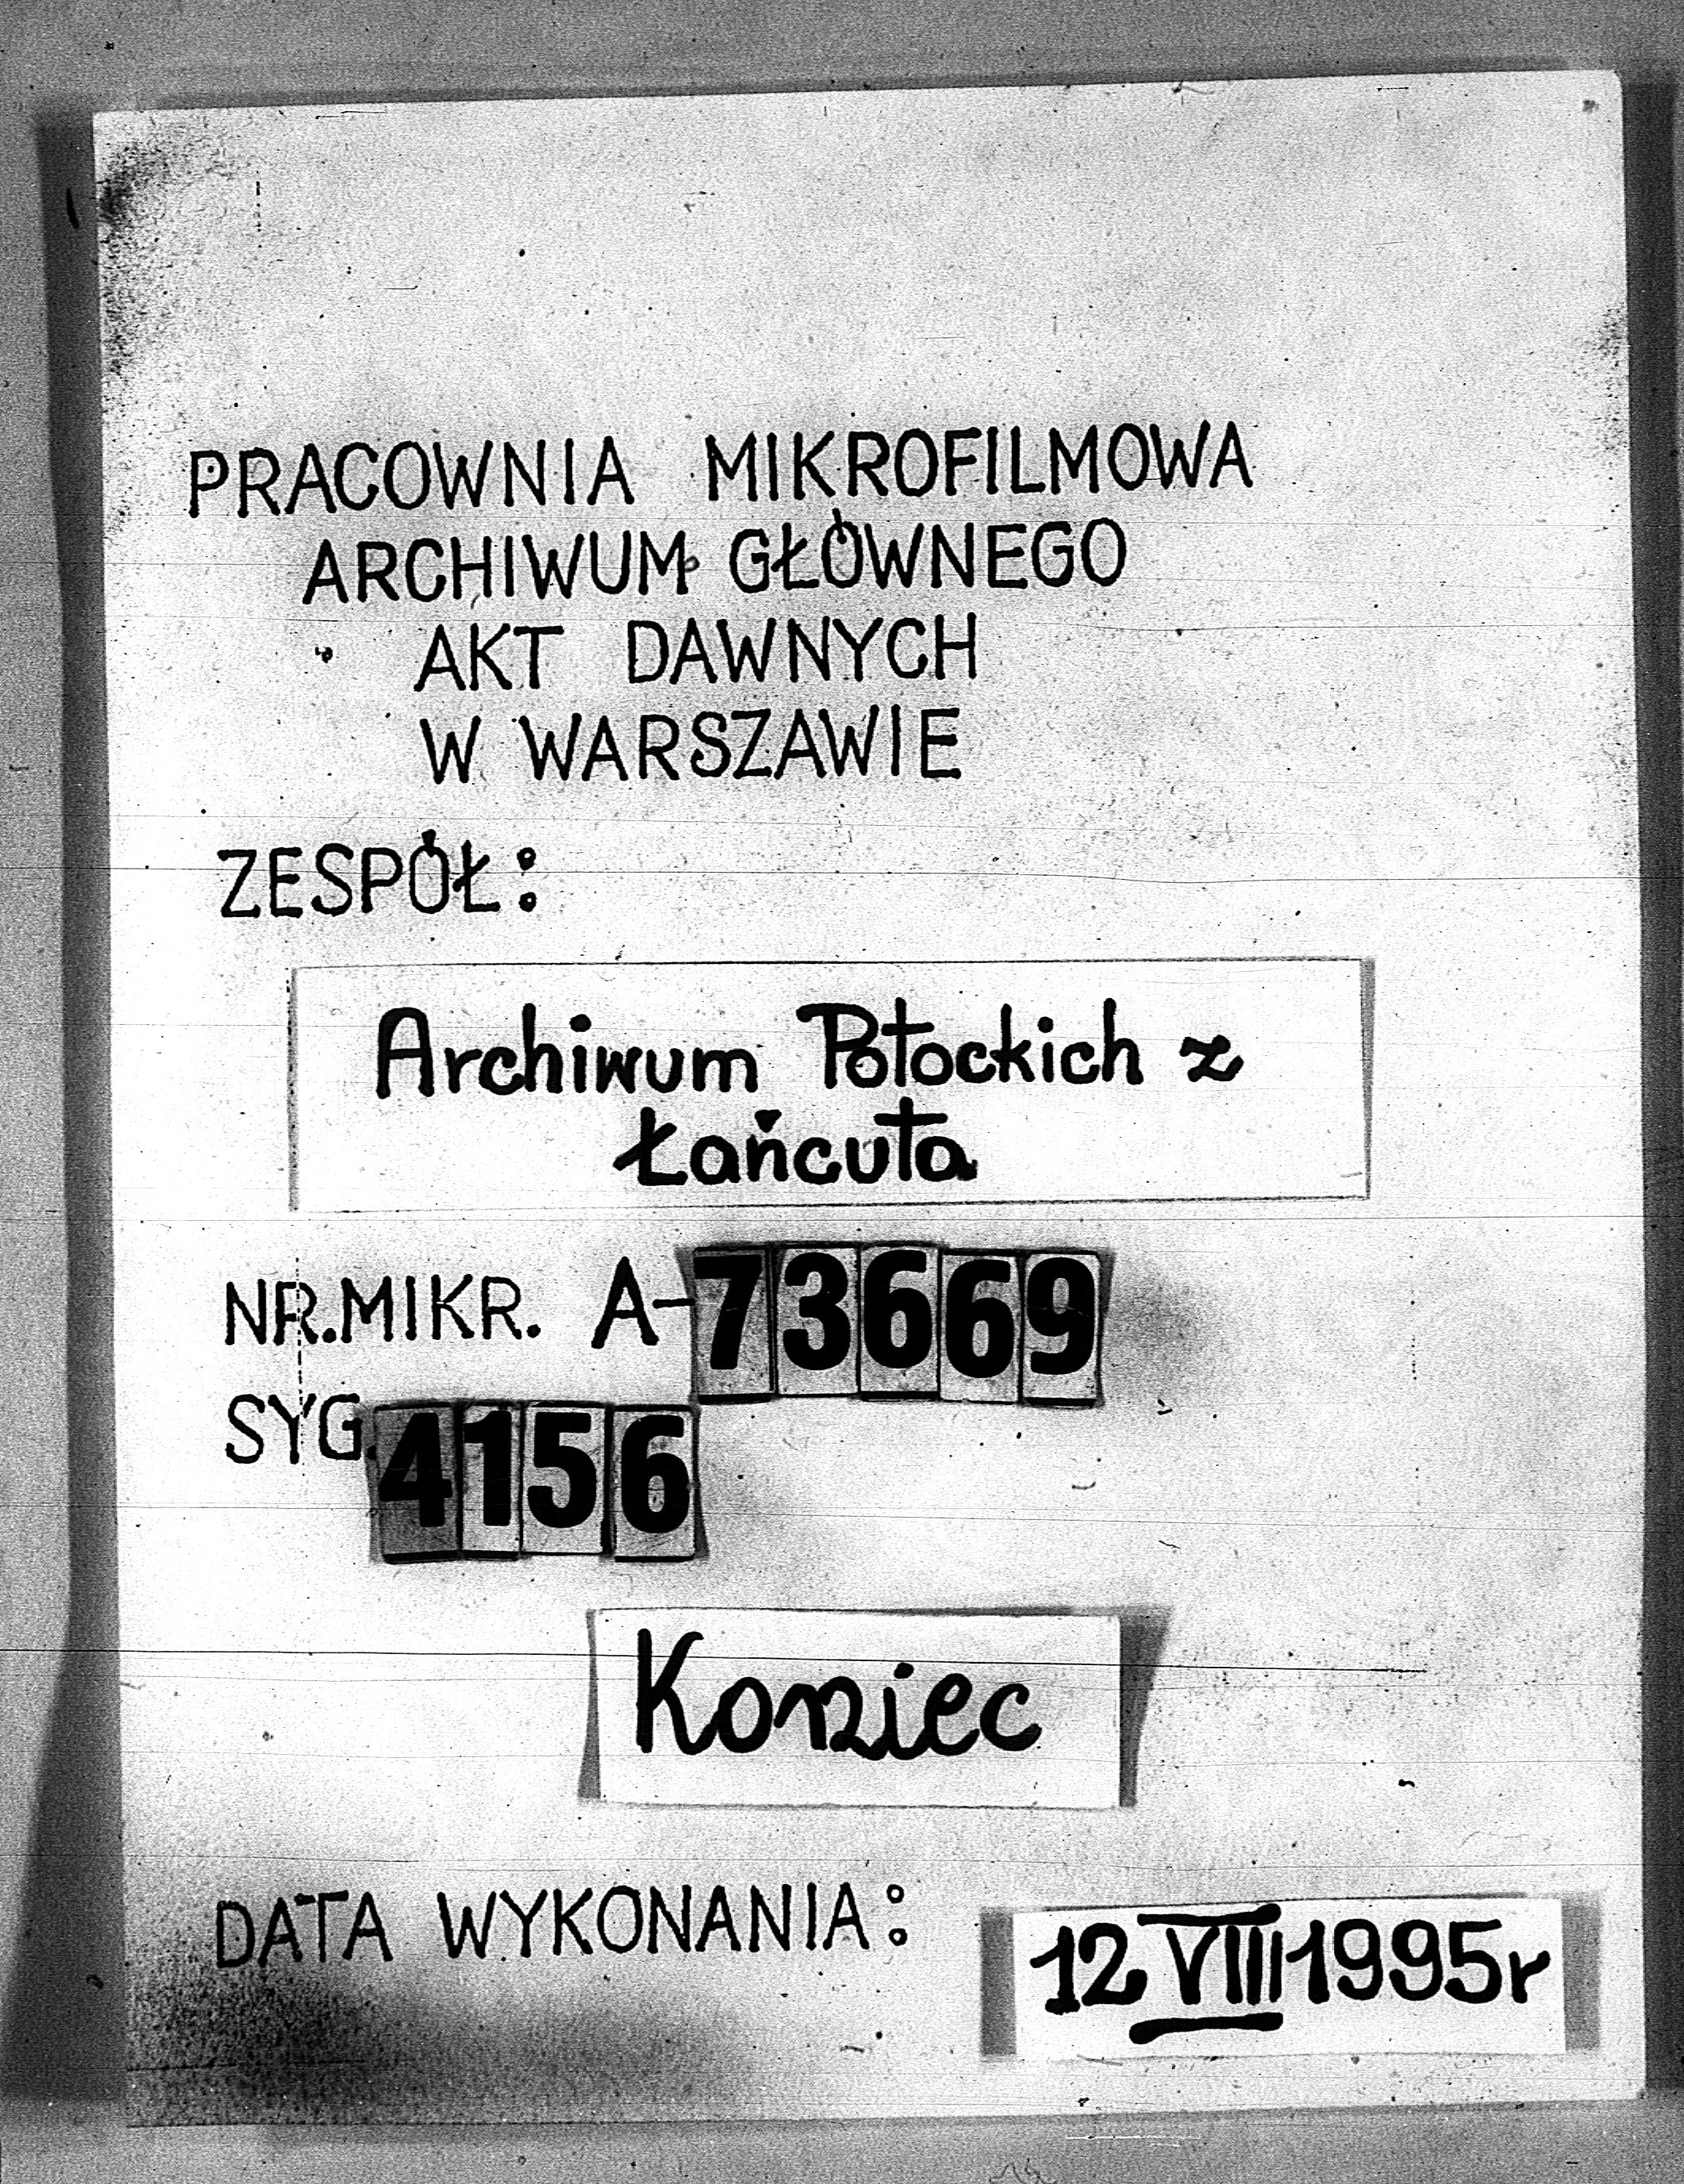 PRACOWNIA MIKROFILMOWA
ARCHIWUM GŁÓWNEGO
AKT DAWNYCH
W WARSZAWIE
ZESPÓŁ:
Archiwum Potockich z
Łańcuta
NR.MIKR. A-73669
SYG. 4156
Koniec
DATA WYKONANIA: 12 VIII 1995r